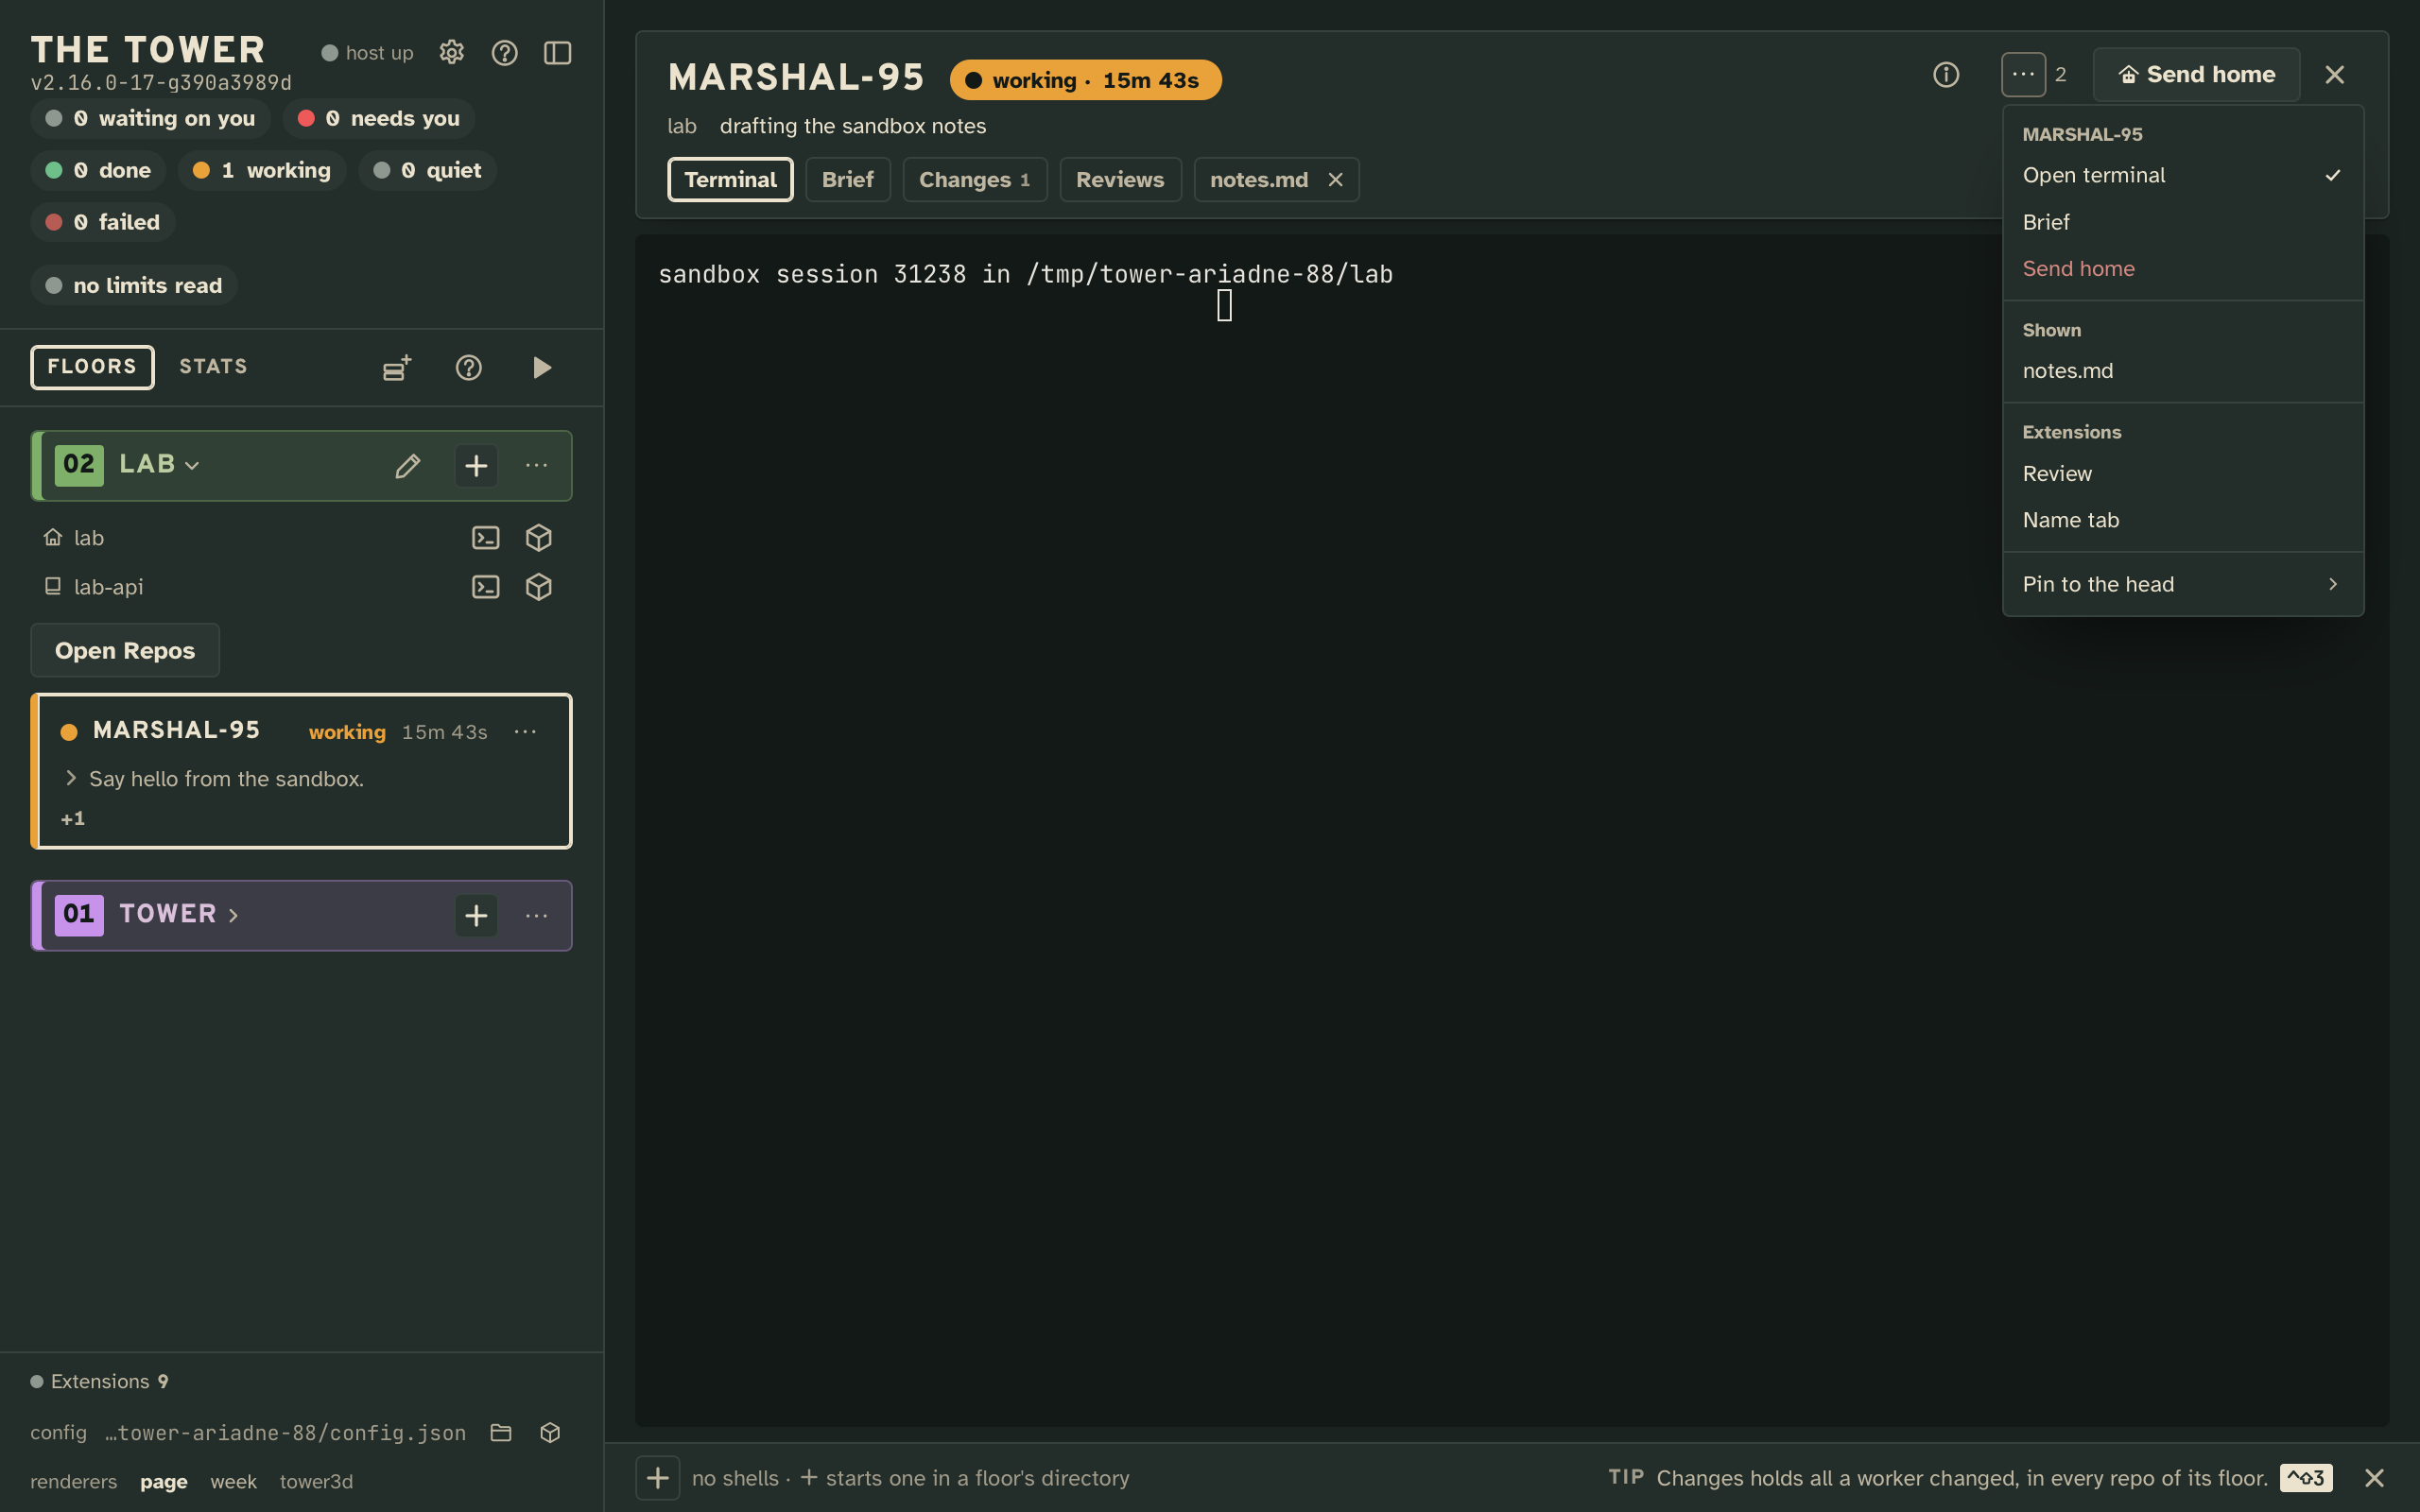 THE TOWER
host up
v2.16.0-17-g390a3989d
0 waiting on you
0 needs you
0 done
1 working
0 quiet
0 failed
no limits read
FLOORS
STATS
02 LAB
lab
lab-api
Open Repos
MARSHAL-95 working 15m 43s ...
Say hello from the sandbox.
+1
01 TOWER
Extensions 9
config …tower-ariadne-88/config.json
renderers page week tower3d
MARSHAL-95 working · 15m 43s
lab drafting the sandbox notes
Terminal
Brief
Changes 1
Reviews
notes.md
2
Send home
sandbox session 31238 in /tmp/tower-ariadne-88/lab
MARSHAL-95
Open terminal
Brief
Send home
Shown
notes.md
Extensions
Review
Name tab
Pin to the head
no shells · + starts one in a floor's directory
TIP Changes holds all a worker changed, in every repo of its floor. ^⇧3